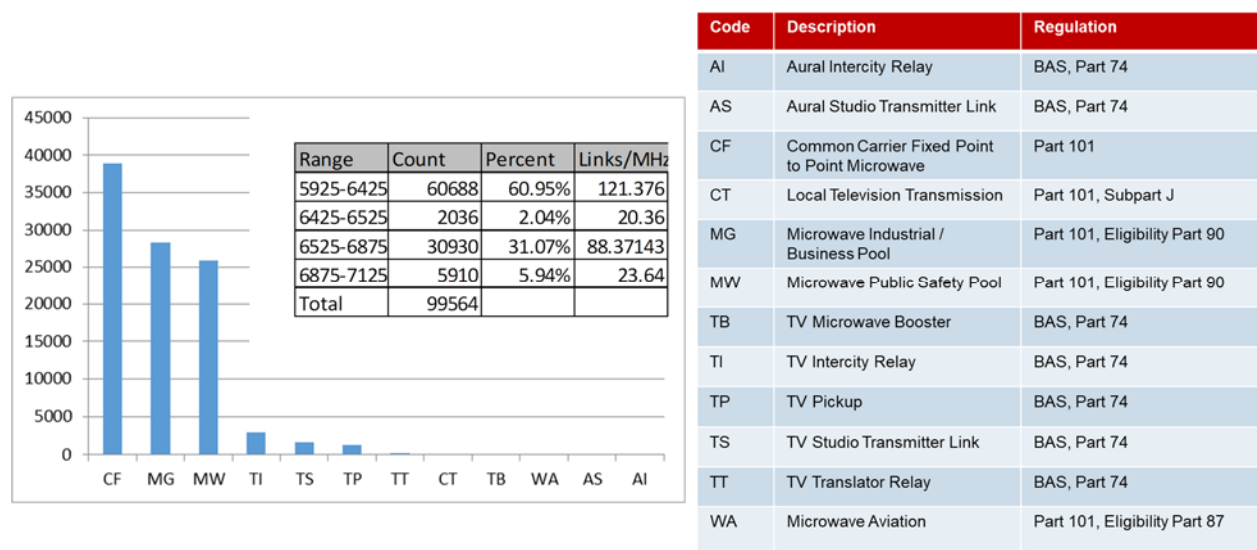 45000
40000
35000
30000
25000
20000
15000
10000
5000
0
CF MG MW TI TS TP TT CT TB WA AS AI
Range Count Percent Links/MHz
5925-6425 60688 60.95% 121.376
6425-6525 2036 2.04% 20.36
6525-6875 30930 31.07% 88.37143
6875-7125 5910 5.94% 23.64
Total 99564
Code Description Regulation
AI Aural Intercity Relay BAS, Part 74
AS Aural Studio Transmitter Link BAS, Part 74
CF Common Carrier Fixed Point Part 101
to Point Microwave
CT Local Television Transmission Part 101, Subpart J
MG Microwave Industrial / Part 101, Eligibility Part 90
Business Pool
MW Microwave Public Safety Pool Part 101, Eligibility Part 90
TB TV Microwave Booster BAS, Part 74
TI TV Intercity Relay BAS, Part 74
TP TV Pickup BAS, Part 74
TS TV Studio Transmitter Link BAS, Part 74
TT TV Translator Relay BAS, Part 74
WA Microwave Aviation Part 101, Eligibility Part 87